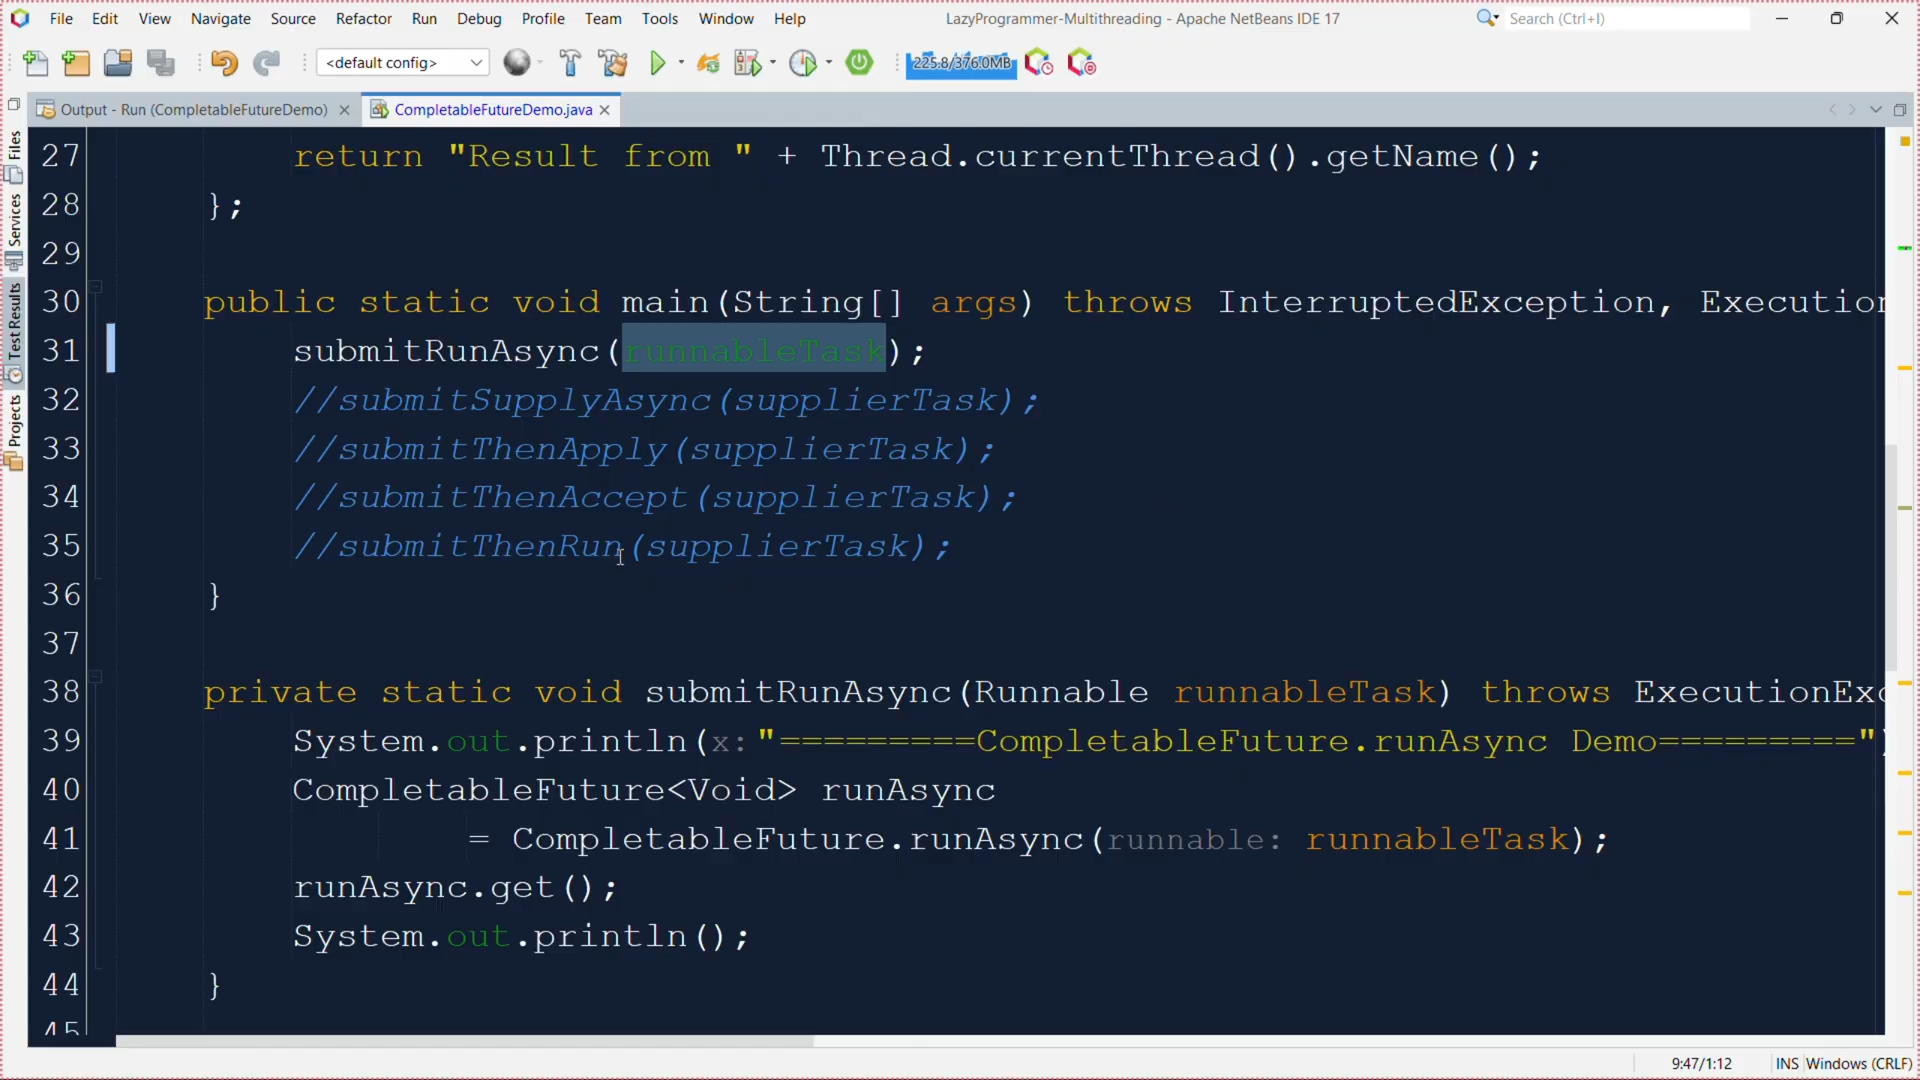 File Edit View Navigate Source Refactor Run Debug Profile Team Tools Window Help
LazyProgrammer-Multithreading - Apache NetBeans IDE 17
Search (Ctrl+I)
<default config>
225.8/376.0MB
Output - Run (CompletableFutureDemo)
CompletableFutureDemo.java
Files
Services
Test Results
Projects
27 return "Result from " + Thread.currentThread().getName();
28 };
29
30 public static void main(String[] args) throws InterruptedException, Execution
31 submitRunAsync(runnableTask);
32 //submitSupplyAsync(supplierTask);
33 //submitThenApply(supplierTask);
34 //submitThenAccept(supplierTask);
35 //submitThenRun(supplierTask);
36 }
37
38 private static void submitRunAsync(Runnable runnableTask) throws ExecutionExc
39 System.out.println(x: "=========CompletableFuture.runAsync Demo=========")
40 CompletableFuture<Void> runAsync
41 = CompletableFuture.runAsync(runnable: runnableTask);
42 runAsync.get();
43 System.out.println();
44 }
45
9:47/1:12 INS Windows (CRLF)